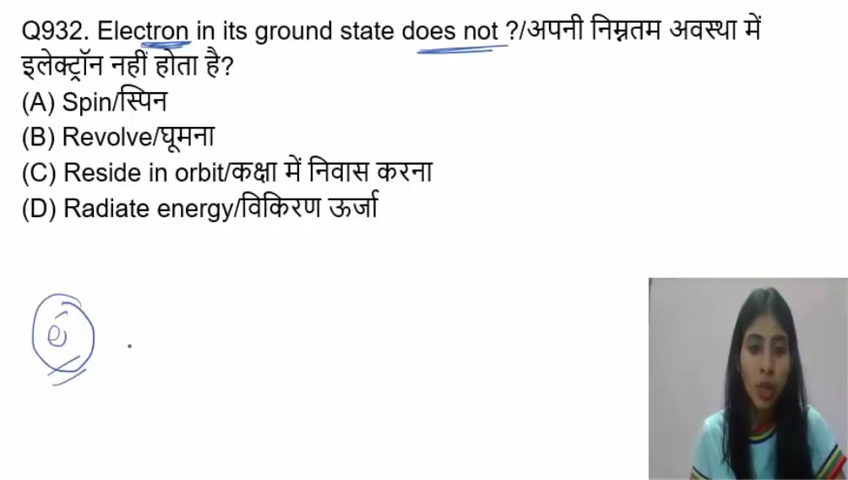 Q932. Electron in its ground state does not ?/अपनी निम्नतम अवस्था में
इलेक्ट्रॉन नहीं होता है?
(A) Spin/स्पिन
(B) Revolve/घूमना
(C) Reside in orbit/कक्षा में निवास करना
(D) Radiate energy/विकिरण ऊर्जा
e⁻